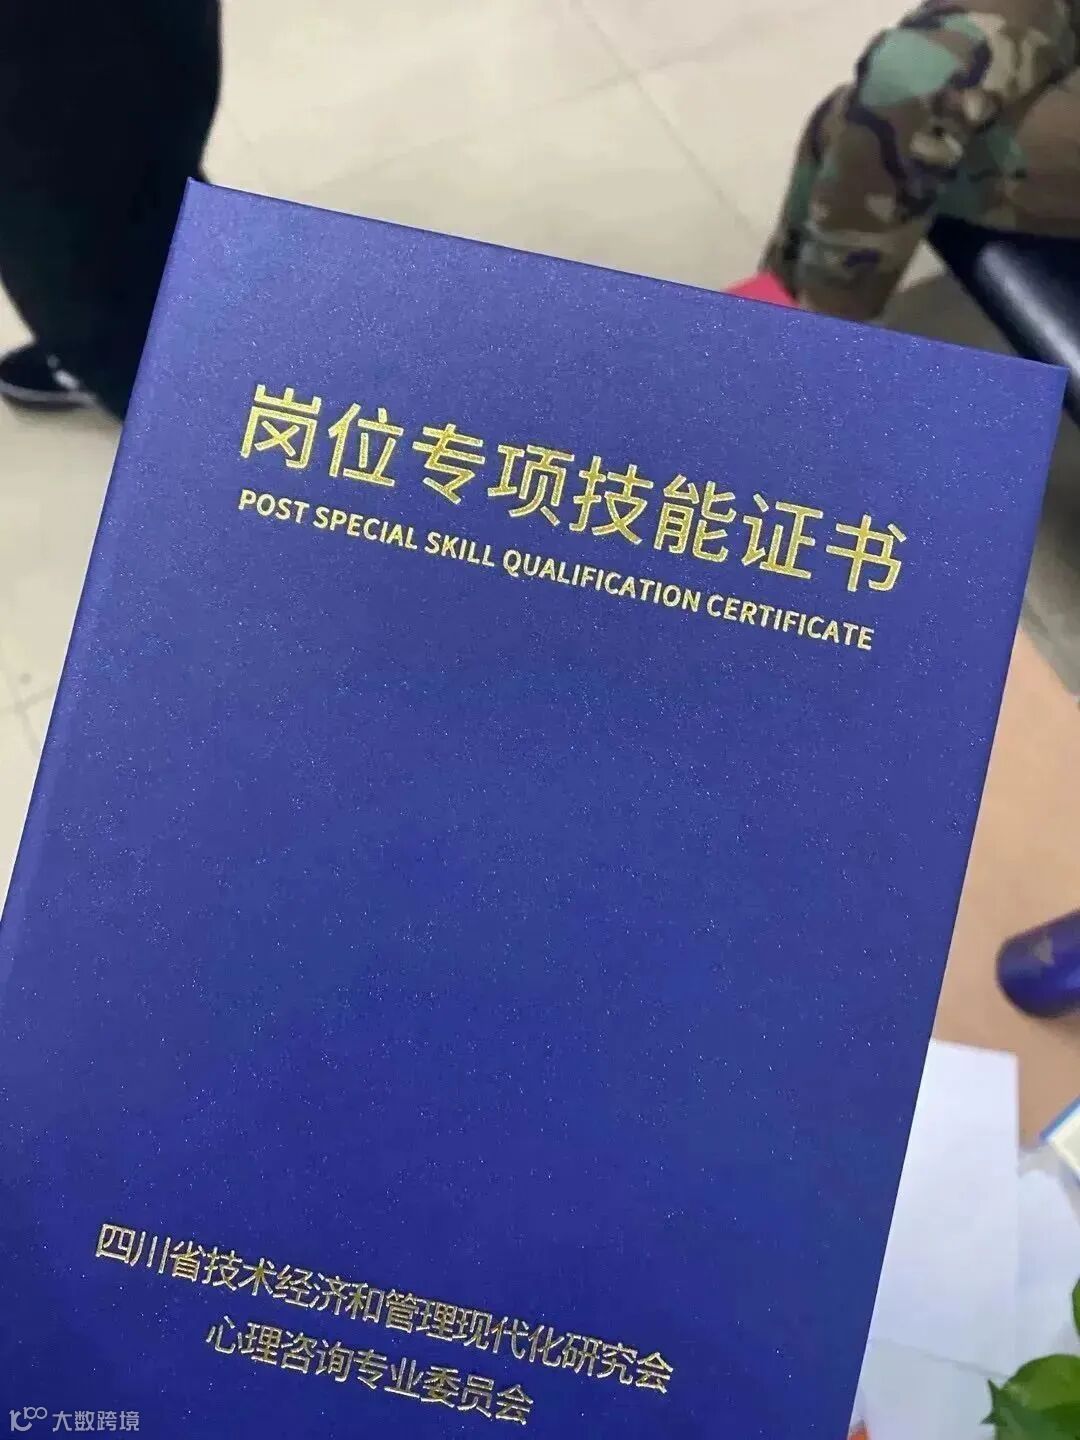 岗位专项技能证书
POST SPECIAL SKILL QUALIFICATION CERTIFICATE
四川省技术经济和管理现代化研究会
心理咨询专业委员会
大数跨境